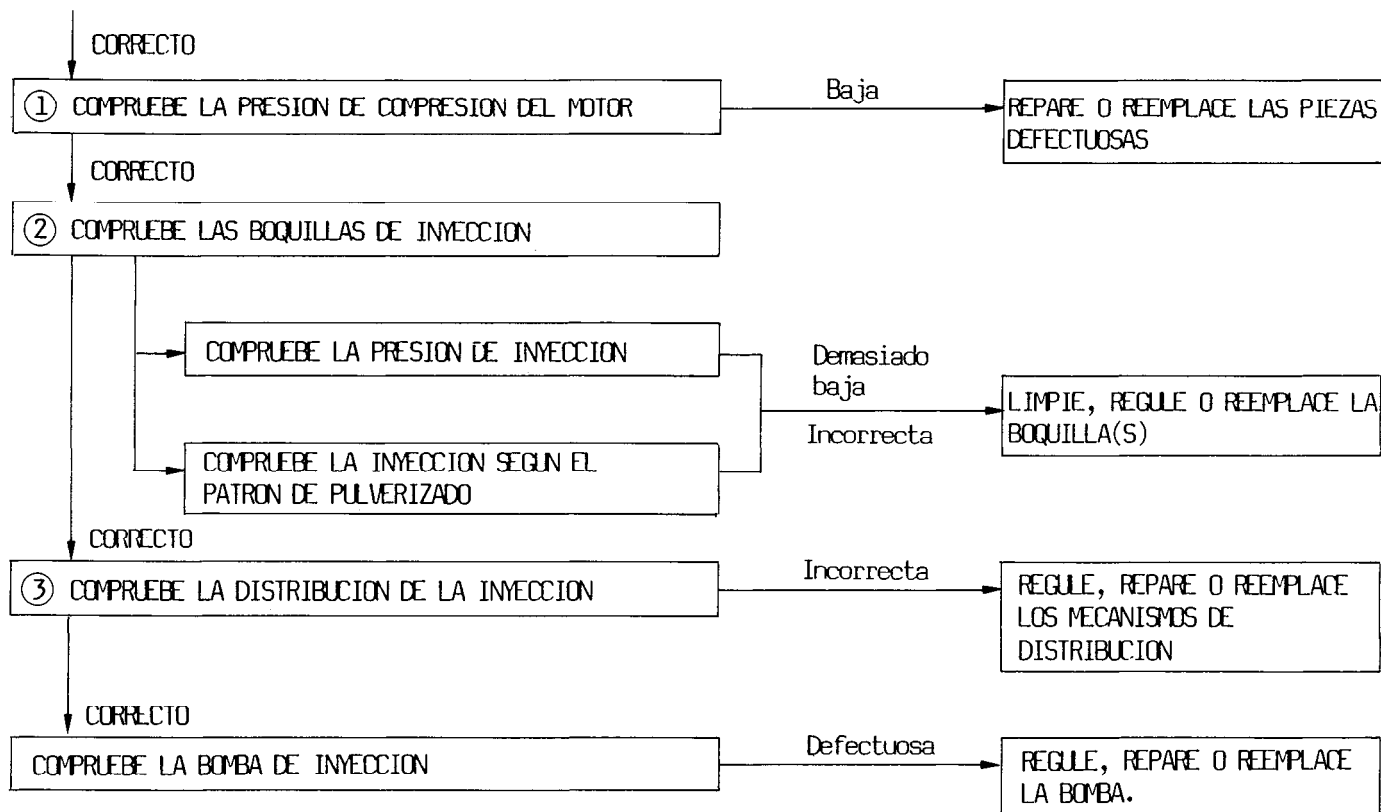 CORRECTO
① COMPRUEBE LA PRESION DE COMPRESION DEL MOTOR
Baja
REPARE O REEMPLACE LAS PIEZAS
DEFECTUOSAS
CORRECTO
② COMPRUEBE LAS BOQUILLAS DE INYECCION
COMPRUEBE LA PRESION DE INYECCION
Demasiado
baja
Incorrecta
LIMPIE, REGULE O REEMPLACE LA
BOQUILLA(S)
COMPRUEBE LA INYECCION SEGUN EL
PATRON DE PULVERIZADO
CORRECTO
③ COMPRUEBE LA DISTRIBUCION DE LA INYECCION
Incorrecta
REGULE, REPARE O REEMPLACE
LOS MECANISMOS DE
DISTRIBUCION
CORRECTO
COMPRUEBE LA BOMBA DE INYECCION
Defectuosa
REGULE, REPARE O REEMPLACE
LA BOMBA.